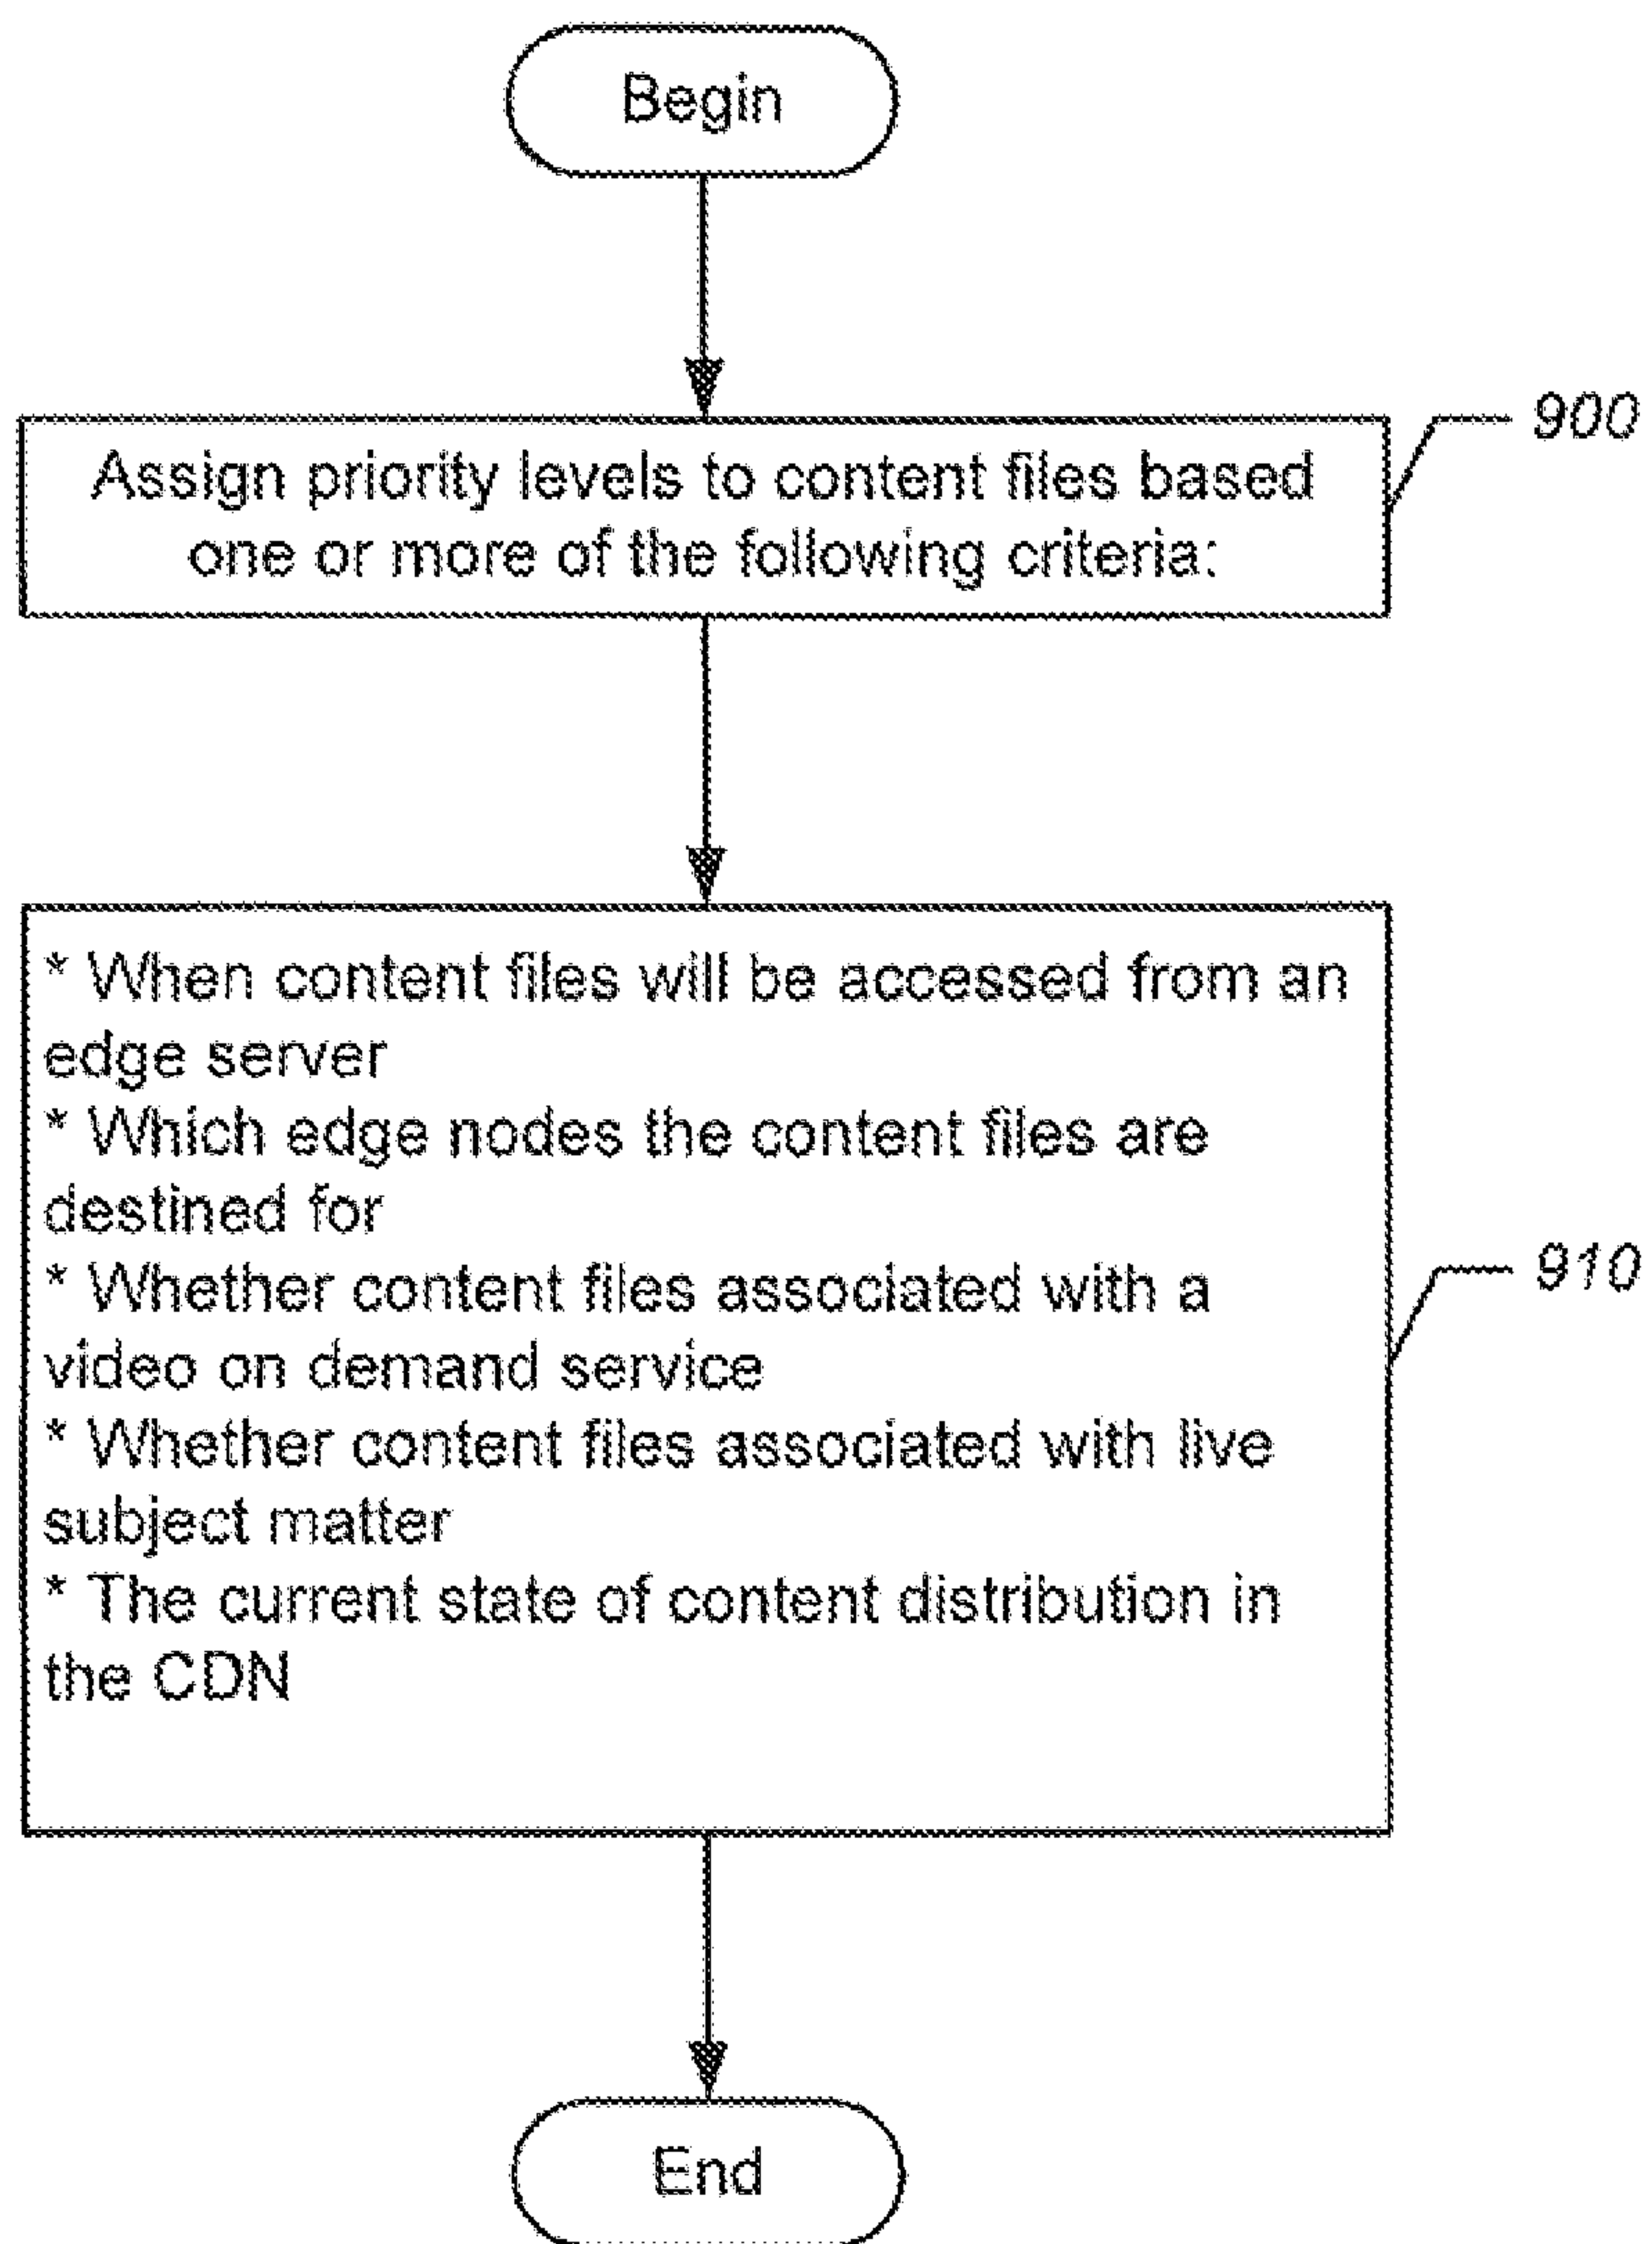 Begin
900
Assign priority levels to content files based
one or more of the following criteria:
* When content files will be accessed from an
edge server
* Which edge nodes the content files are
destined for
* Whether content files associated with a
video on demand service
* Whether content files associated with live
subject matter
* The current state of content distribution in
the CDN
910
End